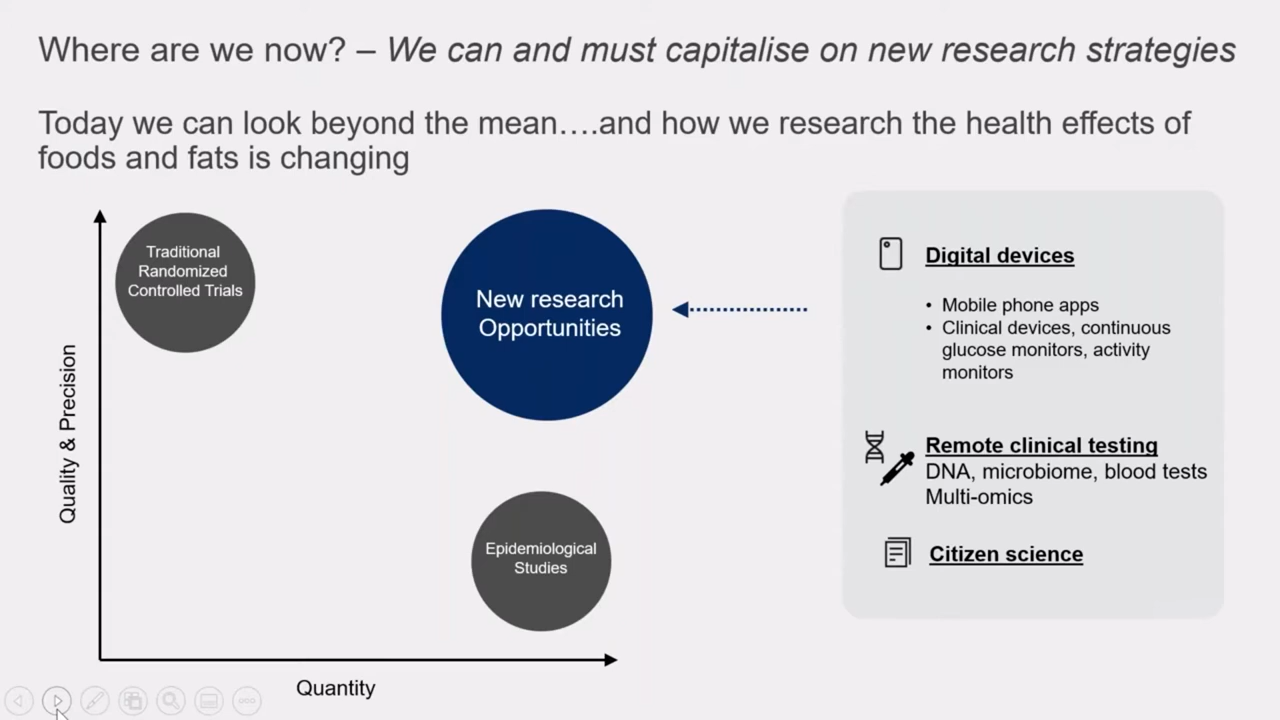 Where are we now? – We can and must capitalise on new research strategies
Today we can look beyond the mean….and how we research the health effects of
foods and fats is changing
Quality & Precision
Traditional
Randomized
Controlled Trials
New research
Opportunities
Epidemiological
Studies
Quantity
Digital devices
• Mobile phone apps
• Clinical devices, continuous
glucose monitors, activity
monitors
Remote clinical testing
DNA, microbiome, blood tests
Multi-omics
Citizen science